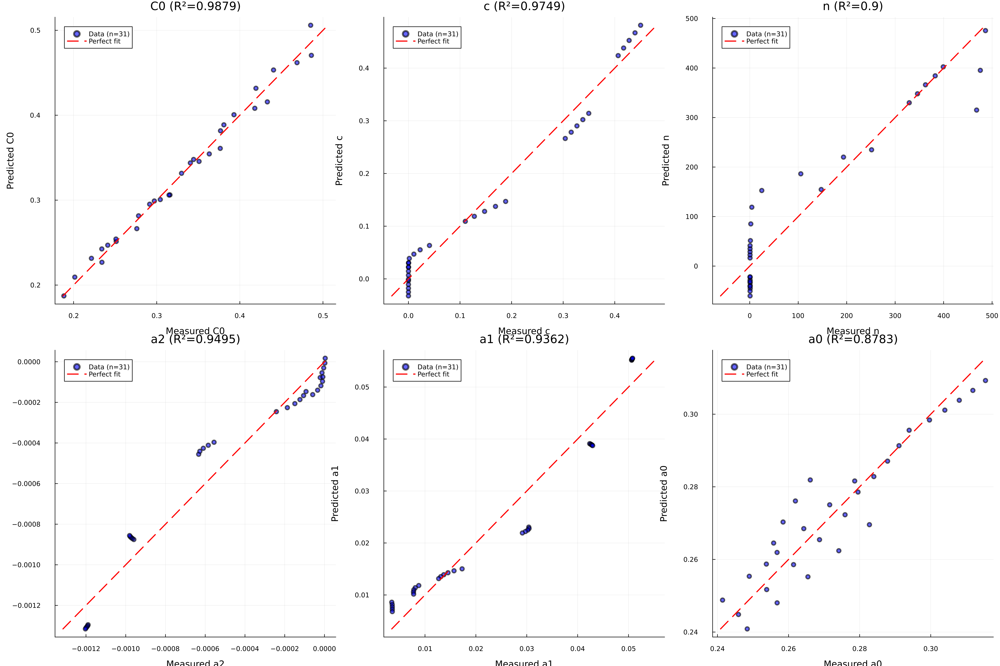 C0 (R²=0.9879)
Data (n=31)
Perfect fit
0.5
0.4
0.3
0.2
Predicted C0
0.2 0.3 0.4 0.5
Measured C0
c (R²=0.9749)
Data (n=31)
Perfect fit
0.4
0.3
0.2
0.1
0.0
Predicted c
0.0 0.1 0.2 0.3 0.4
Measured c
n (R²=0.9)
Data (n=31)
Perfect fit
500
400
300
200
100
0
Predicted n
0 100 200 300 400 500
Measured n
a2 (R²=0.9495)
Data (n=31)
Perfect fit
0.0000
−0.0002
−0.0004
−0.0006
−0.0008
−0.0010
−0.0012
−0.0012 −0.0010 −0.0008 −0.0006 −0.0004 −0.0002 0.0000
Measured a2
a1 (R²=0.9362)
Data (n=31)
Perfect fit
0.05
0.04
0.03
0.02
0.01
Predicted a1
0.01 0.02 0.03 0.04 0.05
Measured a1
a0 (R²=0.8783)
Data (n=31)
Perfect fit
0.30
0.28
0.26
0.24
Predicted a0
0.24 0.26 0.28 0.30
Measured a0